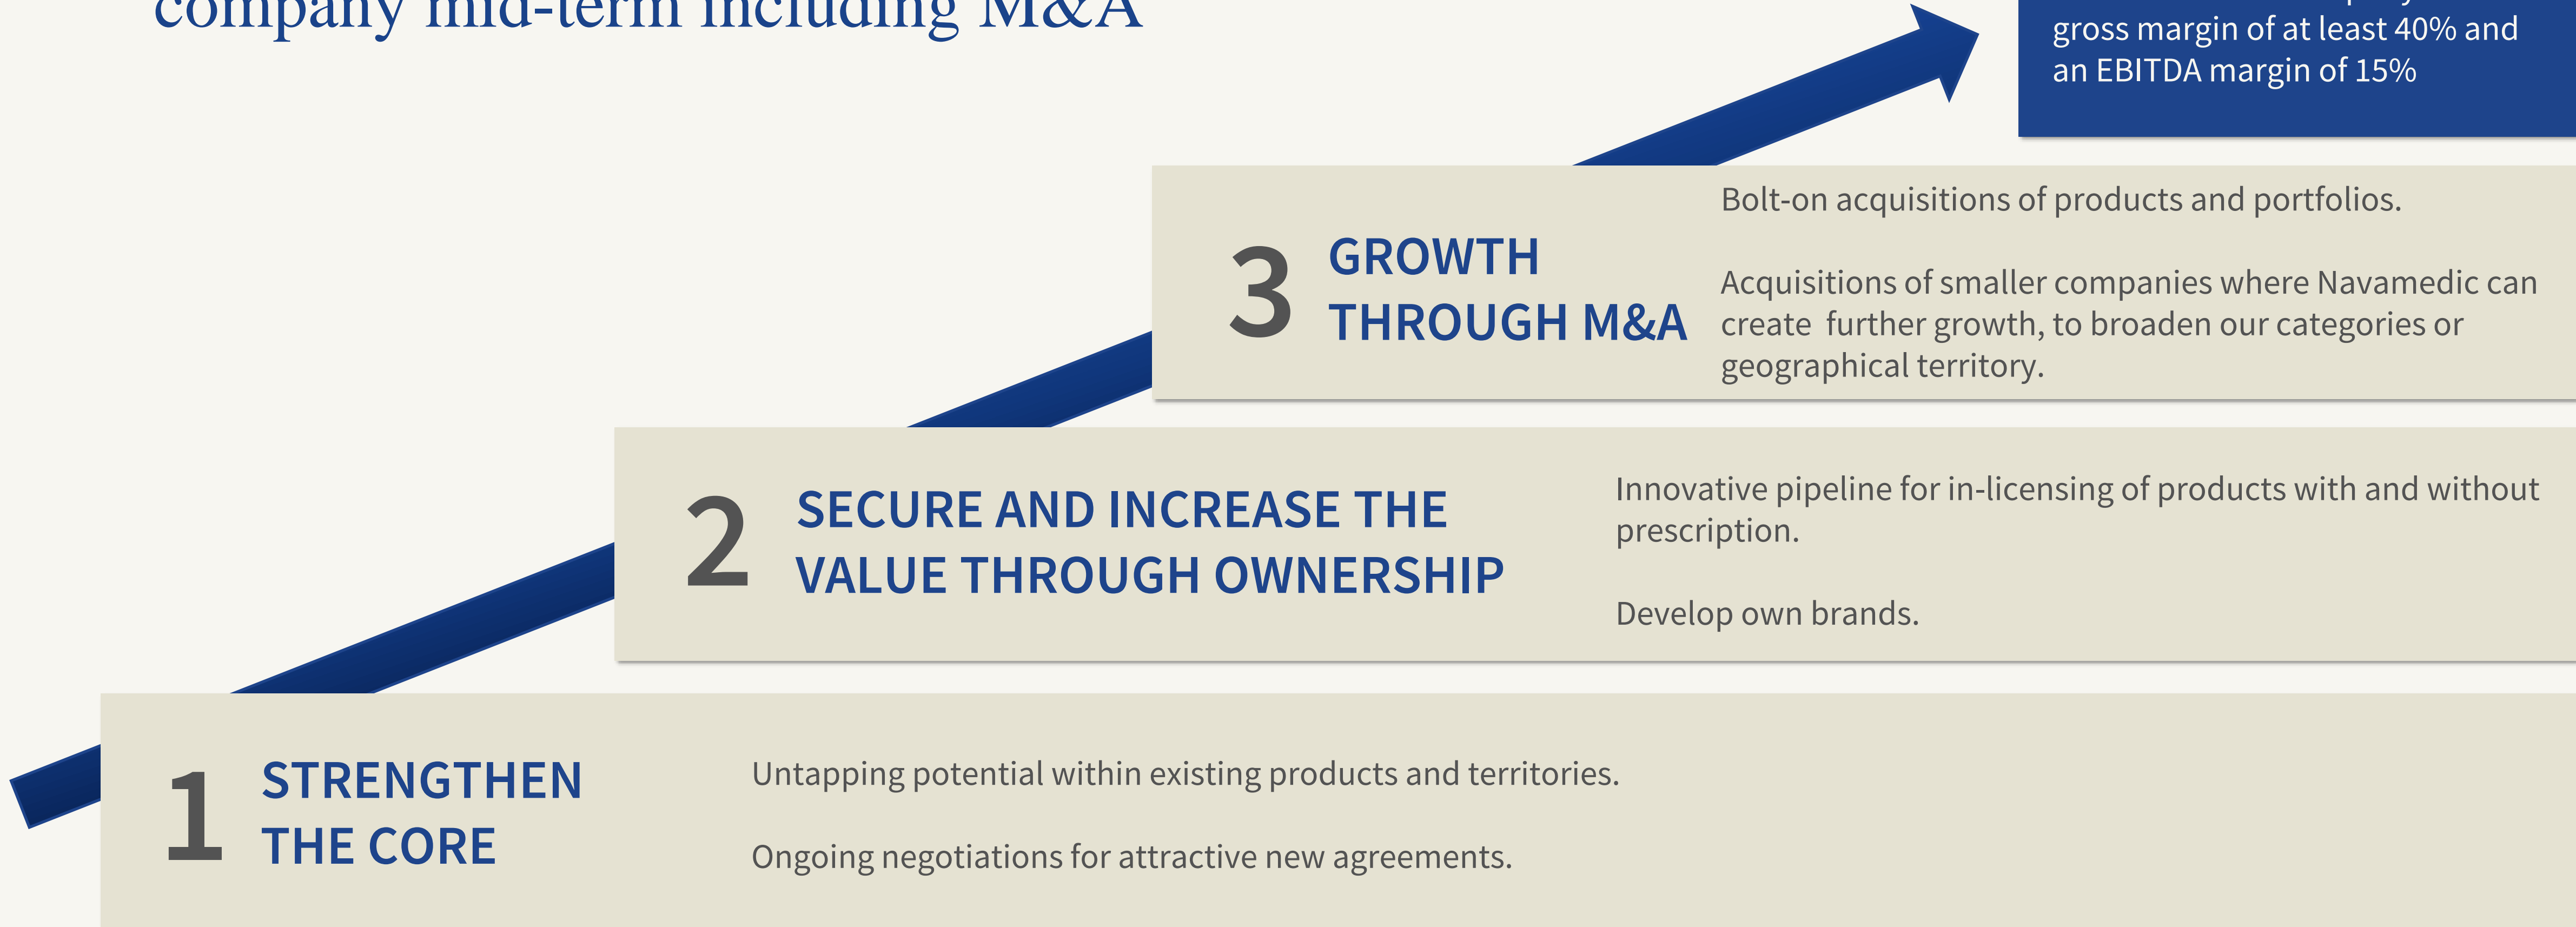 company mid-term including M&A
gross margin of at least 40% and
an EBITDA margin of 15%
3
GROWTH
THROUGH M&A
Bolt-on acquisitions of products and portfolios.
Acquisitions of smaller companies where Navamedic can
create  further growth, to broaden our categories or
geographical territory.
2
SECURE AND INCREASE THE
VALUE THROUGH OWNERSHIP
Innovative pipeline for in-licensing of products with and without
prescription.
Develop own brands.
1
STRENGTHEN
THE CORE
Untapping potential within existing products and territories.
Ongoing negotiations for attractive new agreements.